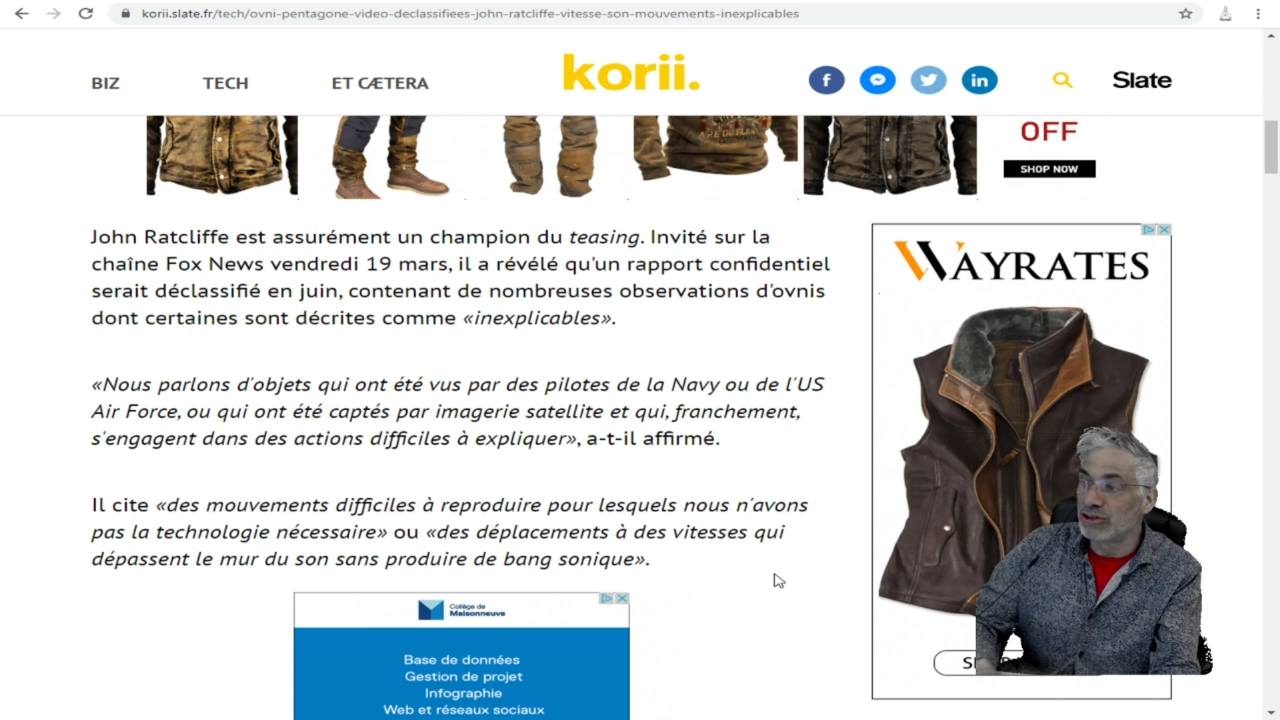 korii.slate.fr/tech/ovni-pentagone-video-declassifiees-john-ratcliffe-vitesse-son-mouvements-inexplicables
BIZ
TECH
ET CÆTERA
korii.
f
in
Slate
OFF
SHOP NOW
John Ratcliffe est assurément un champion du teasing. Invité sur la
chaîne Fox News vendredi 19 mars, il a révélé qu'un rapport confidentiel
serait déclassifié en juin, contenant de nombreuses observations d'ovnis
dont certaines sont décrites comme «inexplicables».
«Nous parlons d'objets qui ont été vus par des pilotes de la Navy ou de l'US
Air Force, ou qui ont été captés par imagerie satellite et qui, franchement,
s'engagent dans des actions difficiles à expliquer», a-t-il affirmé.
Il cite «des mouvements difficiles à reproduire pour lesquels nous n'avons
pas la technologie nécessaire» ou «des déplacements à des vitesses qui
dépassent le mur du son sans produire de bang sonique».
WAYRATES
Collège de
Maisonneuve
Base de données
Gestion de projet
Infographie
Web et réseaux sociaux